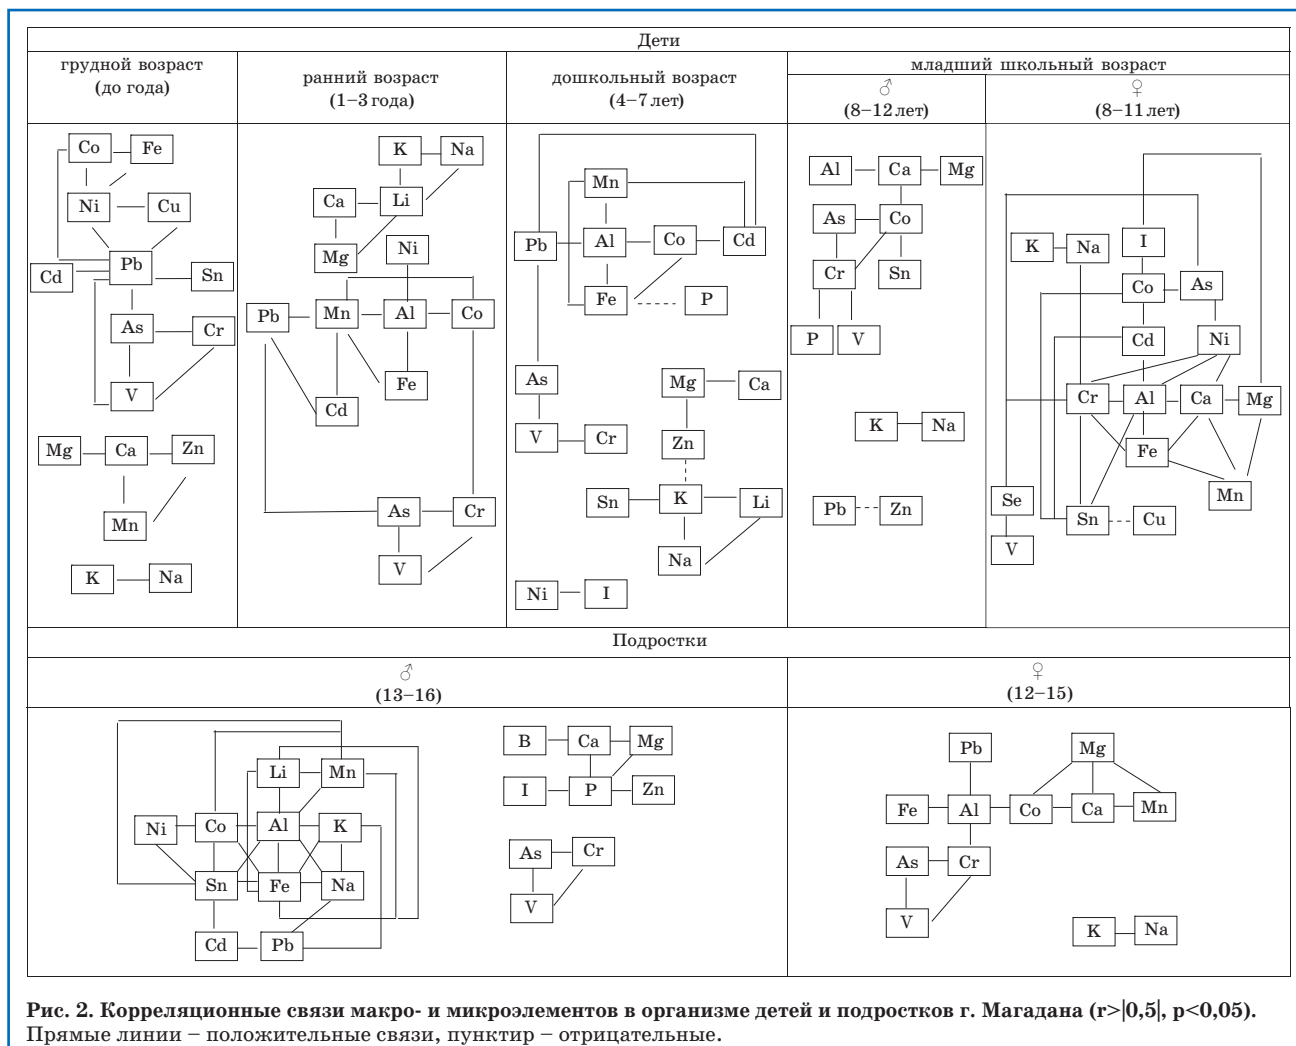 Дети
грудной возраст
(до года)
ранний возраст
(1–3 года)
дошкольный возраст
(4–7 лет)
младший школьный возраст
♂
(8–12 лет)
♀
(8–11 лет)
Co Fe
Ni Cu
Pb
Cd Sn
As Cr
V
Mg Ca Zn
Mn
K Na
K Na
Ca Li
Mg Ni
Pb Mn Al Co
Fe
Cd
As Cr
V
Mn
Pb Al Co Cd
Fe P
As Mg Ca
V Cr Zn
Sn K Li
Na
Ni I
Al Ca Mg
As Co
Cr Sn
P V
K Na
Pb Zn
K Na I
Co As
Cd Ni
Cr Al Ca Mg
Fe
Se Mn
Sn Cu
V
Подростки
♂
(13–16)
♀
(12–15)
Li Mn
Ni Co Al K
Sn Fe Na
Cd Pb
B Ca Mg
I P Zn
As Cr
V
Pb Mg
Fe Al Co Ca Mn
As Cr
V
K Na
Рис. 2. Корреляционные связи макро- и микроэлементов в организме детей и подростков г. Магадана (r>|0,5|, p<0,05).
Прямые линии – положительные связи, пунктир – отрицательные.